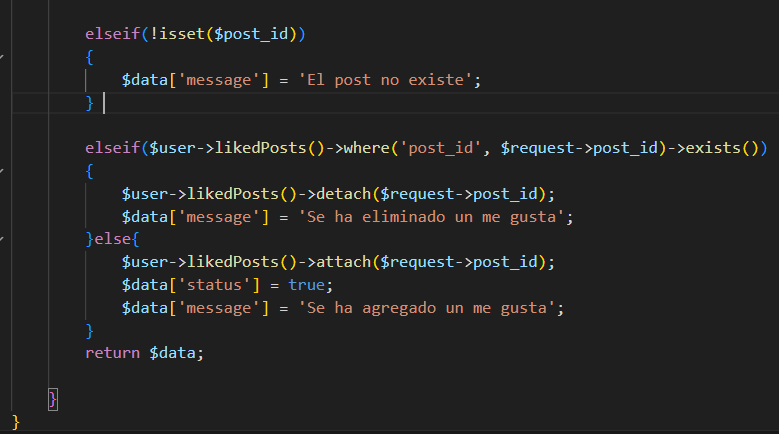 elseif(!isset($post_id))
{
$data['message'] = 'El post no existe';
}
elseif($user->likedPosts()->where('post_id', $request->post_id)->exists())
{
$user->likedPosts()->detach($request->post_id);
$data['message'] = 'Se ha eliminado un me gusta';
}else{
$user->likedPosts()->attach($request->post_id);
$data['status'] = true;
$data['message'] = 'Se ha agregado un me gusta';
}
return $data;
}
}